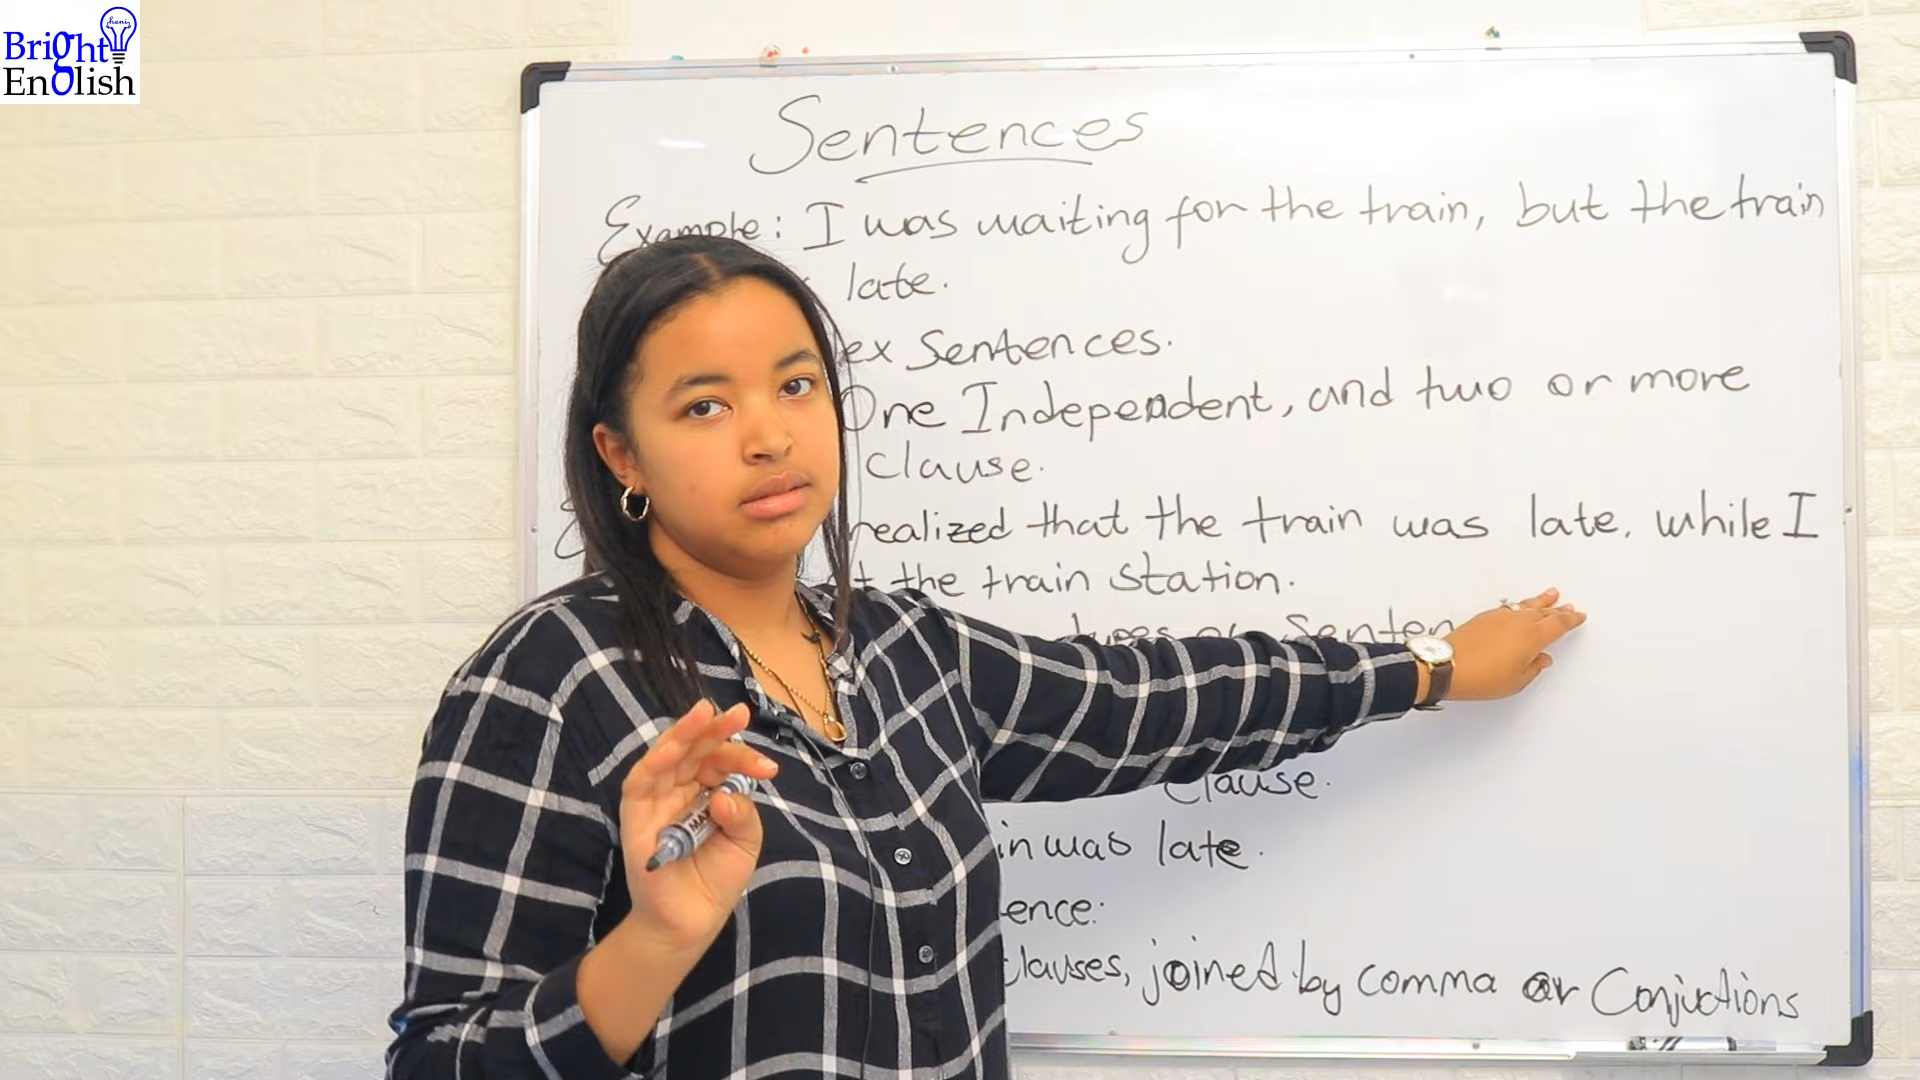 heni
Bright
English
Sentences
Example: I was waiting for the train, but the train
late.
ex Sentences.
One Independent, and two or more
Clause.
realized that the train was late, while I
t the train station.
Senten
Clause.
in was late.
ence:
clauses, joined by comma or Conjuctions
MA